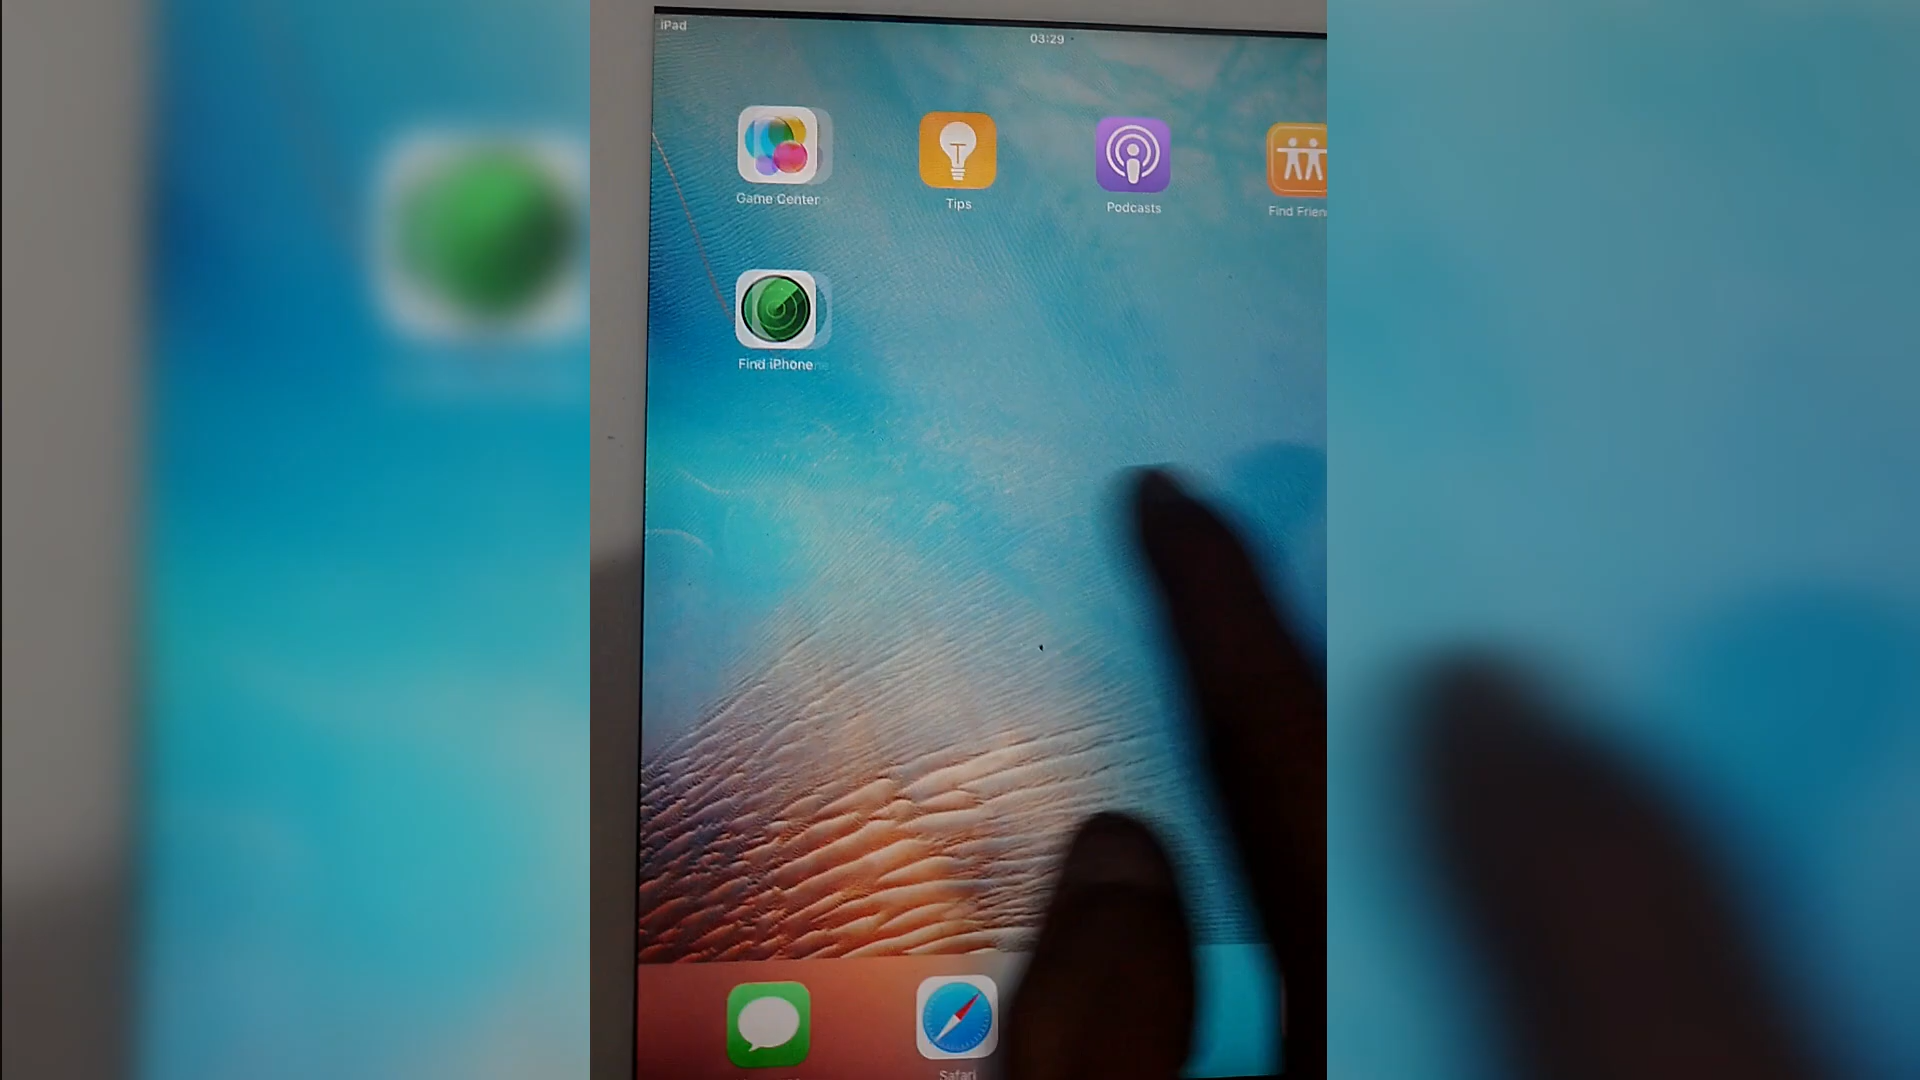 iPad
03:29
Game Center
Tips
Podcasts
Find Frien
Find iPhone
Safari